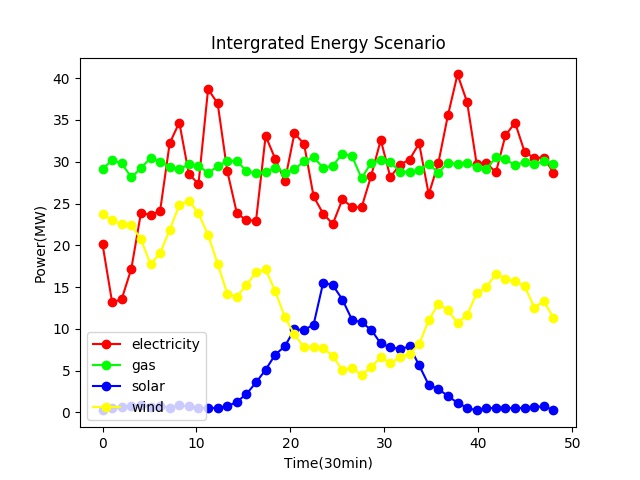 Intergrated Energy Scenario
Power(MW)
40
35
30
25
20
15
10
5
0
electricity
gas
solar
wind
0 10 20 30 40 50
Time(30min)